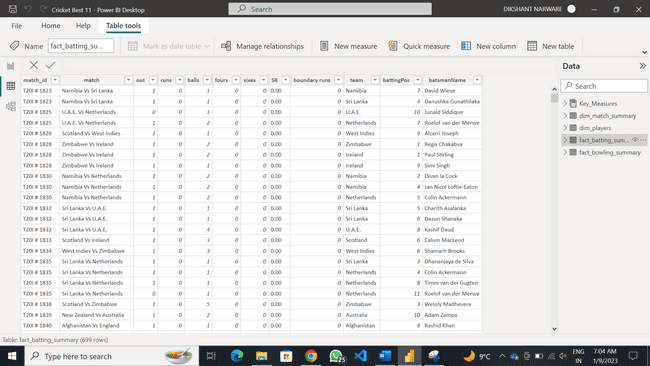 Cricket Best 11 - Power BI Desktop
Search
DIKSHANT NARWARE
File Home Help Table tools
Name fact_batting_su... Mark as date table Manage relationships New measure Quick measure New column New table
Data
Search
Key_Measures
dim_match_summary
dim_players
fact_batting_sum...
fact_bowling_summary
match_id match out runs balls fours sixes SR boundary runs team battingPos batsmanName
T20I # 1823 Namibia Vs Sri Lanka 1 0 1 0 0 0.00 0 Namibia 7 David Wiese
T20I # 1823 Namibia Vs Sri Lanka 1 0 1 0 0 0.00 0 Sri Lanka 4 Danushka Gunathilaka
T20I # 1825 U.A.E. Vs Netherlands 0 0 1 0 0 0.00 0 U.A.E. 10 Junaid Siddique
T20I # 1825 U.A.E. Vs Netherlands 1 0 2 0 0 0.00 0 Netherlands 7 Roelof van der Merwe
T20I # 1826 Scotland Vs West Indies 1 0 1 0 0 0.00 0 West Indies 9 Alzarri Joseph
T20I # 1828 Zimbabwe Vs Ireland 1 0 2 0 0 0.00 0 Zimbabwe 1 Regis Chakabva
T20I # 1828 Zimbabwe Vs Ireland 1 0 2 0 0 0.00 0 Ireland 1 Paul Stirling
T20I # 1828 Zimbabwe Vs Ireland 1 0 1 0 0 0.00 0 Ireland 9 Simi Singh
T20I # 1830 Namibia Vs Netherlands 1 0 2 0 0 0.00 0 Namibia 2 Divan la Cock
T20I # 1830 Namibia Vs Netherlands 1 0 2 0 0 0.00 0 Namibia 4 Jan Nicol Loftie-Eaton
T20I # 1830 Namibia Vs Netherlands 1 0 2 0 0 0.00 0 Netherlands 5 Colin Ackermann
T20I # 1832 Sri Lanka Vs U.A.E. 1 0 1 0 0 0.00 0 Sri Lanka 5 Charith Asalanka
T20I # 1832 Sri Lanka Vs U.A.E. 1 0 1 0 0 0.00 0 Sri Lanka 6 Dasun Shanaka
T20I # 1832 Sri Lanka Vs U.A.E. 1 0 4 0 0 0.00 0 U.A.E. 8 Kashif Daud
T20I # 1833 Scotland Vs Ireland 1 0 3 0 0 0.00 0 Scotland 6 Calum MacLeod
T20I # 1834 West Indies Vs Zimbabwe 1 0 3 0 0 0.00 0 West Indies 6 Shamarh Brooks
T20I # 1835 Sri Lanka Vs Netherlands 1 0 1 0 0 0.00 0 Sri Lanka 3 Dhananjaya de Silva
T20I # 1835 Sri Lanka Vs Netherlands 1 0 1 0 0 0.00 0 Netherlands 4 Colin Ackermann
T20I # 1835 Sri Lanka Vs Netherlands 1 0 1 0 0 0.00 0 Netherlands 8 Timm van der Gugten
T20I # 1835 Sri Lanka Vs Netherlands 0 0 1 0 0 0.00 0 Netherlands 11 Roelof van der Merwe
T20I # 1838 Scotland Vs Zimbabwe 1 0 5 0 0 0.00 0 Zimbabwe 3 Wessly Madhevere
T20I # 1839 New Zealand Vs Australia 1 0 2 0 0 0.00 0 Australia 10 Adam Zampa
T20I # 1840 Afghanistan Vs England 1 0 1 0 0 0.00 0 Afghanistan 8 Rashid Khan
Table: fact_batting_summary (699 rows)
Type here to search
25
9°C
ENG
IN
7:04 AM
1/9/2023